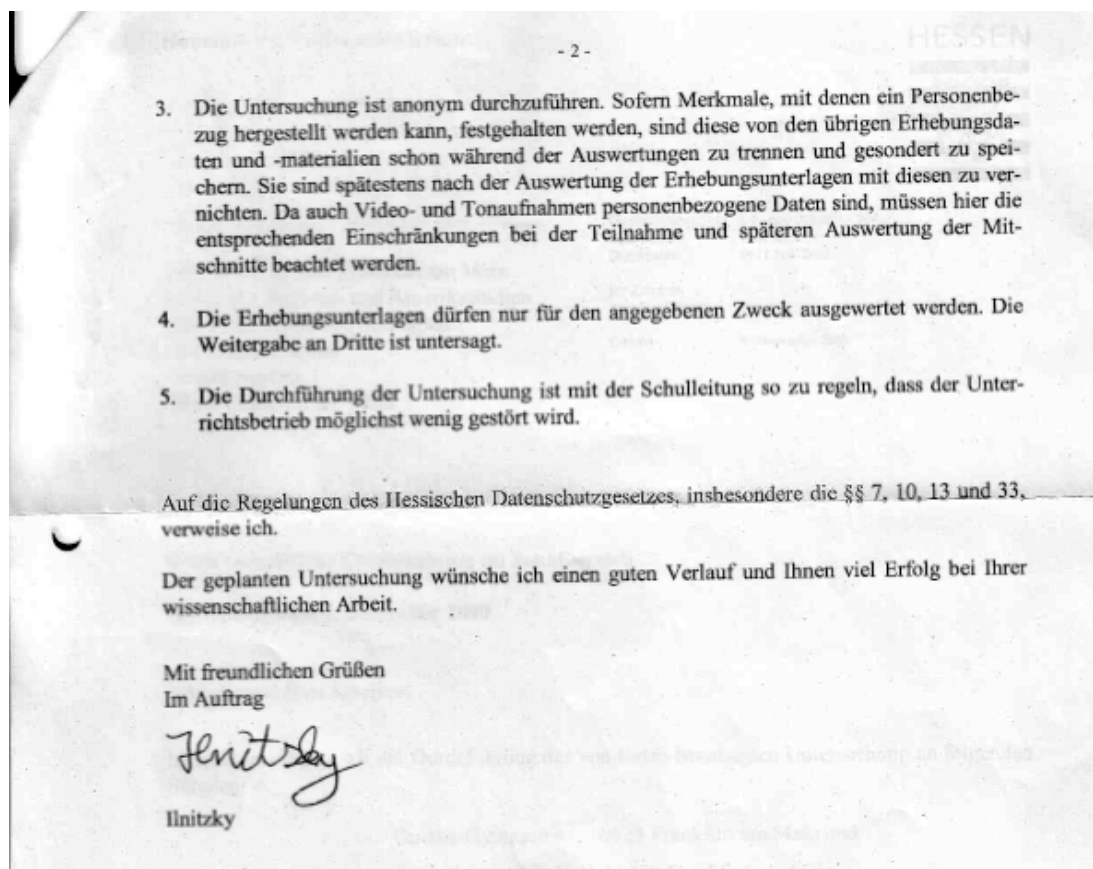 HESSEN
- 2 -
3. Die Untersuchung ist anonym durchzuführen. Sofern Merkmale, mit denen ein Personenbe-
zug hergestellt werden kann, festgehalten werden, sind diese von den übrigen Erhebungsda-
ten und -materialien schon während der Auswertungen zu trennen und gesondert zu spei-
chern. Sie sind spätestens nach der Auswertung der Erhebungsunterlagen mit diesen zu ver-
nichten. Da auch Video- und Tonaufnahmen personenbezogene Daten sind, müssen hier die
entsprechenden Einschränkungen bei der Teilnahme und späteren Auswertung der Mit-
schnitte beachtet werden.
4. Die Erhebungsunterlagen dürfen nur für den angegebenen Zweck ausgewertet werden. Die
Weitergabe an Dritte ist untersagt.
5. Die Durchführung der Untersuchung ist mit der Schulleitung so zu regeln, dass der Unter-
richtsbetrieb möglichst wenig gestört wird.
Auf die Regelungen des Hessischen Datenschutzgesetzes, insbesondere die §§ 7, 10, 13 und 33,
verweise ich.
Der geplanten Untersuchung wünsche ich einen guten Verlauf und Ihnen viel Erfolg bei Ihrer
wissenschaftlichen Arbeit.
Mit freundlichen Grüßen
Im Auftrag
Ilnitzky
Ilnitzky